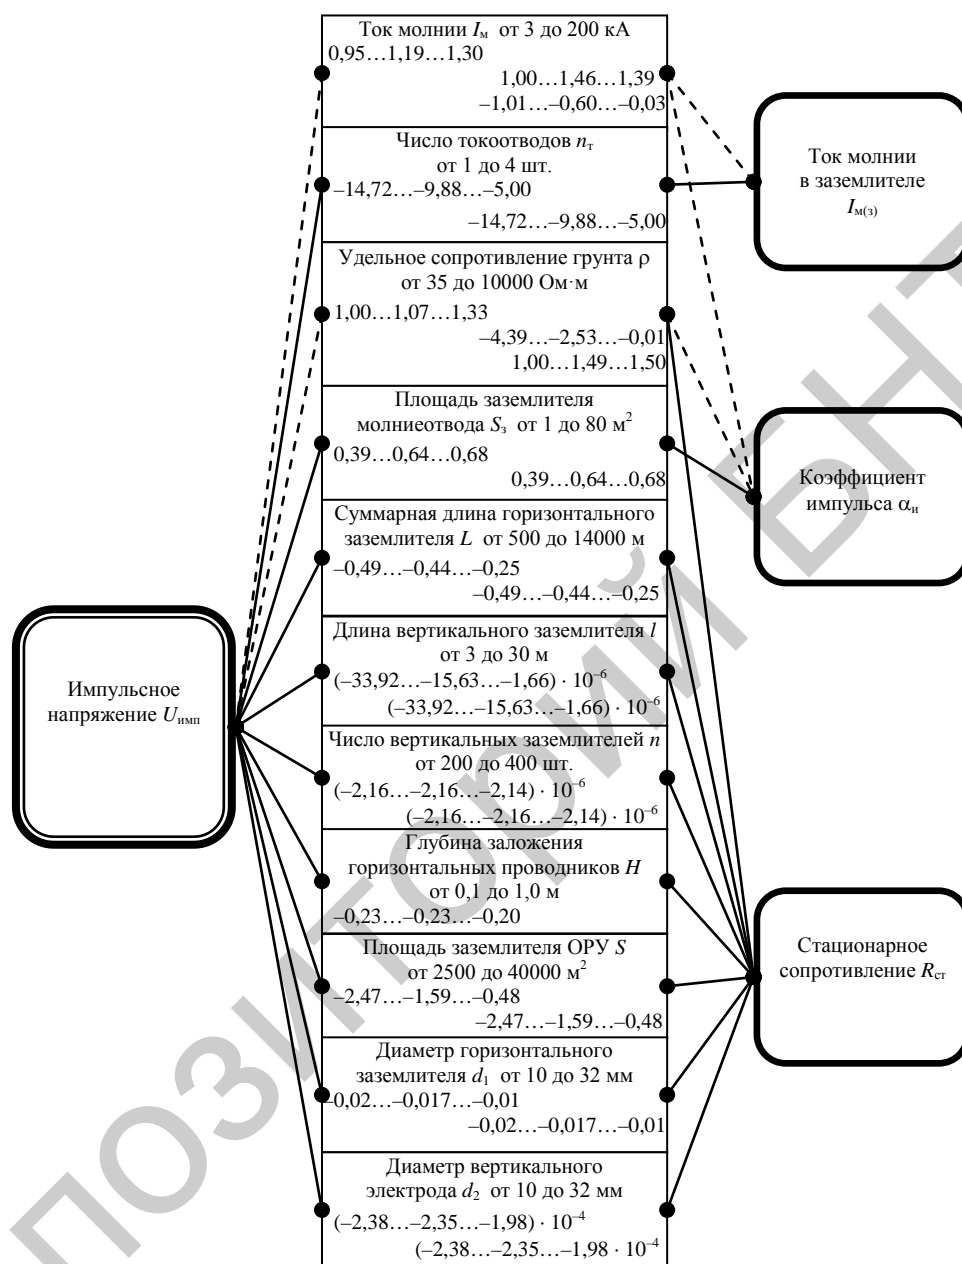 Ток молнии Iм от 3 до 200 кА
0,95…1,19…1,30
1,00…1,46…1,39
–1,01…–0,60…–0,03
Число токоотводов nт
от 1 до 4 шт.
–14,72…–9,88…–5,00
–14,72…–9,88…–5,00
Удельное сопротивление грунта ρ
от 35 до 10000 Ом·м
1,00…1,07…1,33
–4,39…–2,53…–0,01
1,00…1,49…1,50
Площадь заземлителя
молниеотвода Sз от 1 до 80 м²
0,39…0,64…0,68
0,39…0,64…0,68
Суммарная длина горизонтального
заземлителя L от 500 до 14000 м
–0,49…–0,44…–0,25
–0,49…–0,44…–0,25
Длина вертикального заземлителя l
от 3 до 30 м
(–33,92…–15,63…–1,66) · 10⁻⁶
(–33,92…–15,63…–1,66) · 10⁻⁶
Число вертикальных заземлителей n
от 200 до 400 шт.
(–2,16…–2,16…–2,14) · 10⁻⁶
(–2,16…–2,16…–2,14) · 10⁻⁶
Глубина заложения
горизонтальных проводников H
от 0,1 до 1,0 м
–0,23…–0,23…–0,20
Площадь заземлителя ОРУ S
от 2500 до 40000 м²
–2,47…–1,59…–0,48
–2,47…–1,59…–0,48
Диаметр горизонтального
заземлителя d₁ от 10 до 32 мм
–0,02…–0,017…–0,01
–0,02…–0,017…–0,01
Диаметр вертикального
электрода d₂ от 10 до 32 мм
(–2,38…–2,35…–1,98) · 10⁻⁴
(–2,38…–2,35…–1,98 · 10⁻⁴
Импульсное
напряжение Uимп
Ток молнии
в заземлителе
Iм(з)
Коэффициент
импульса αи
Стационарное
сопротивление Rст
ПОЗИТОРИЙ БНТ